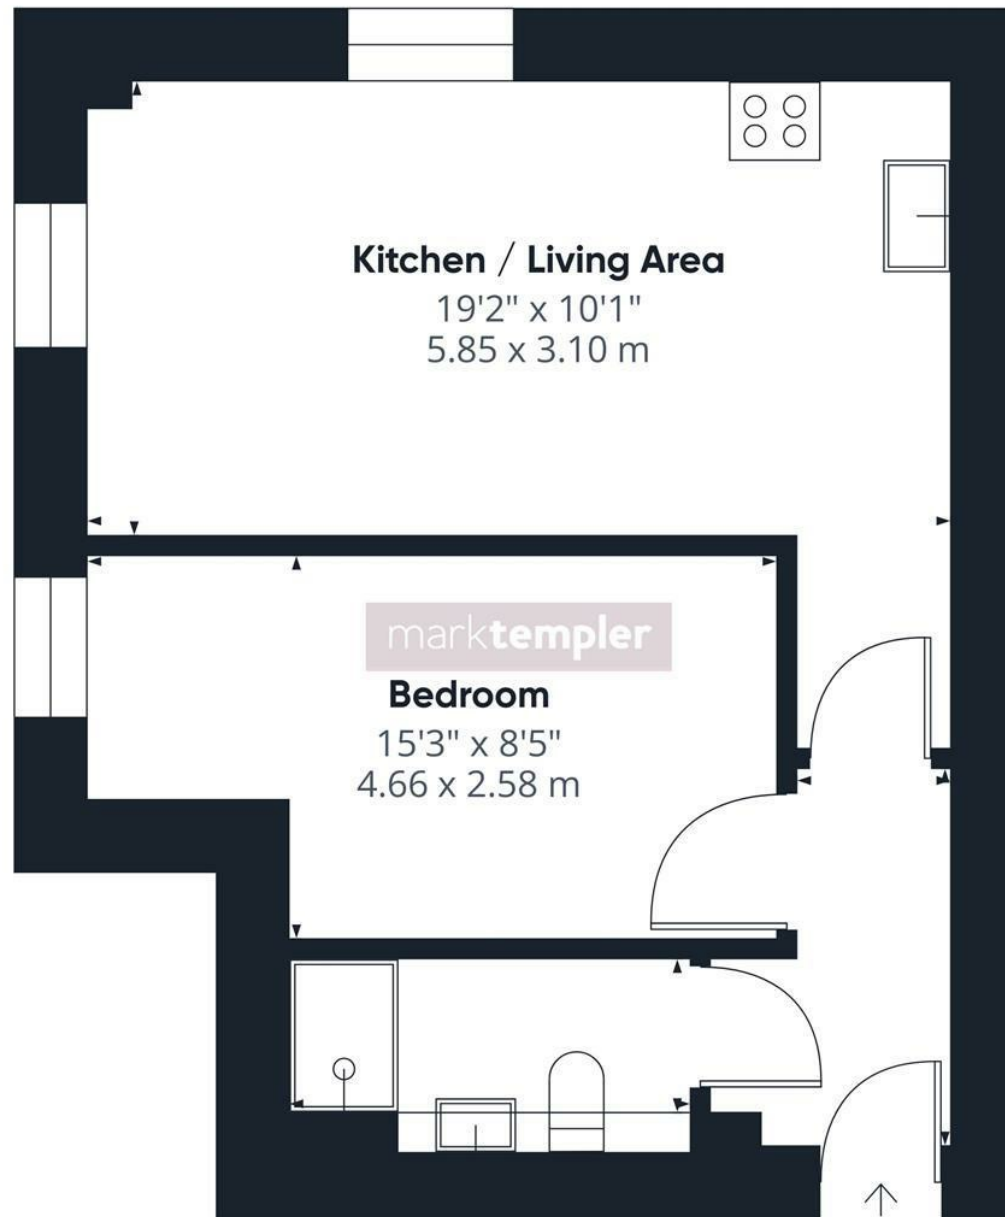 Kitchen / Living Area
19'2" x 10'1"
5.85 x 3.10 m
marktempler
Bedroom
15'3" x 8'5"
4.66 x 2.58 m